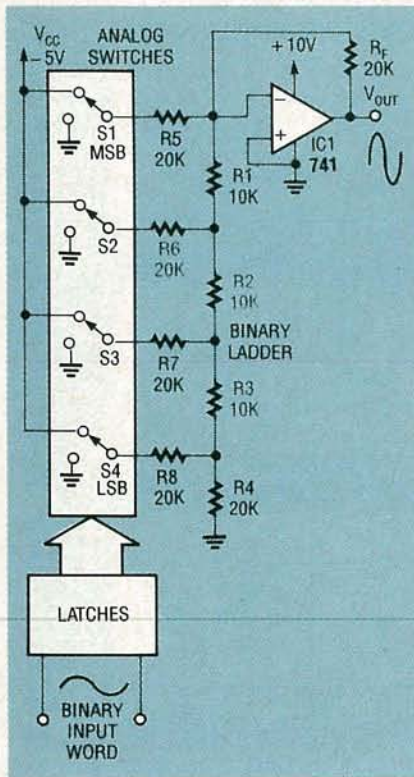 ANALOG
SWITCHES
VCC
-5V
S1
MSB
S2
S3
S4
LSB
R5
20K
R6
20K
R7
20K
R8
20K
R1
10K
R2
10K
BINARY
LADDER
R3
10K
R4
20K
+10V
−
+
IC1
741
RF
20K
VOUT
LATCHES
BINARY
INPUT
WORD